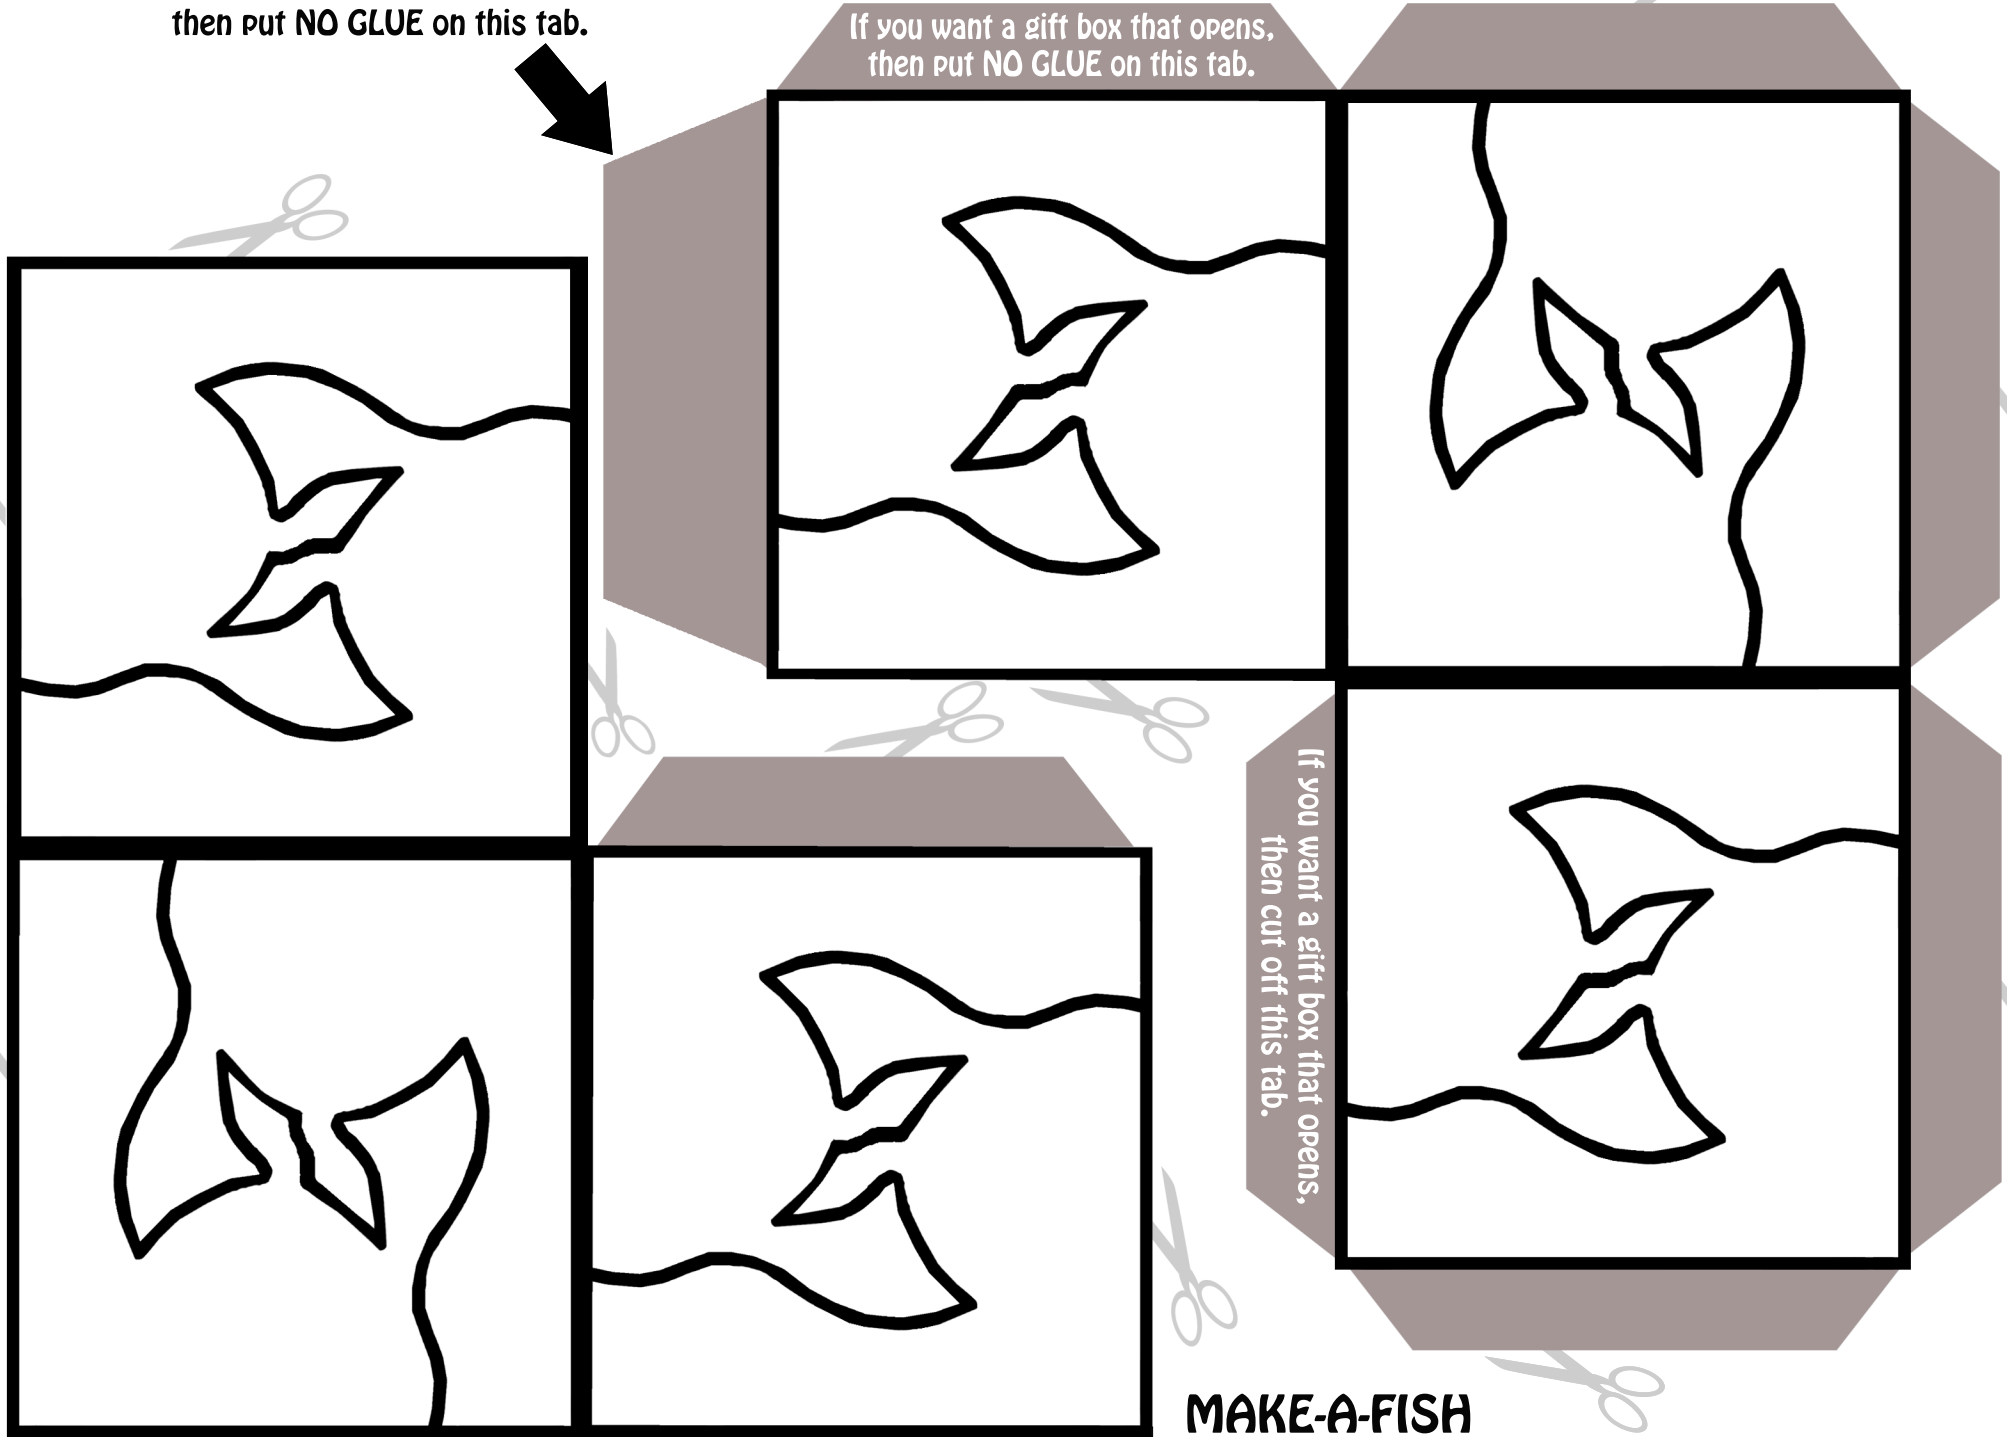 then put NO GLUE on this tab.
If you want a gift box that opens,
then put NO GLUE on this tab.
If you want a gift box that opens,
then cut off this tab.
MAKE-A-FISH